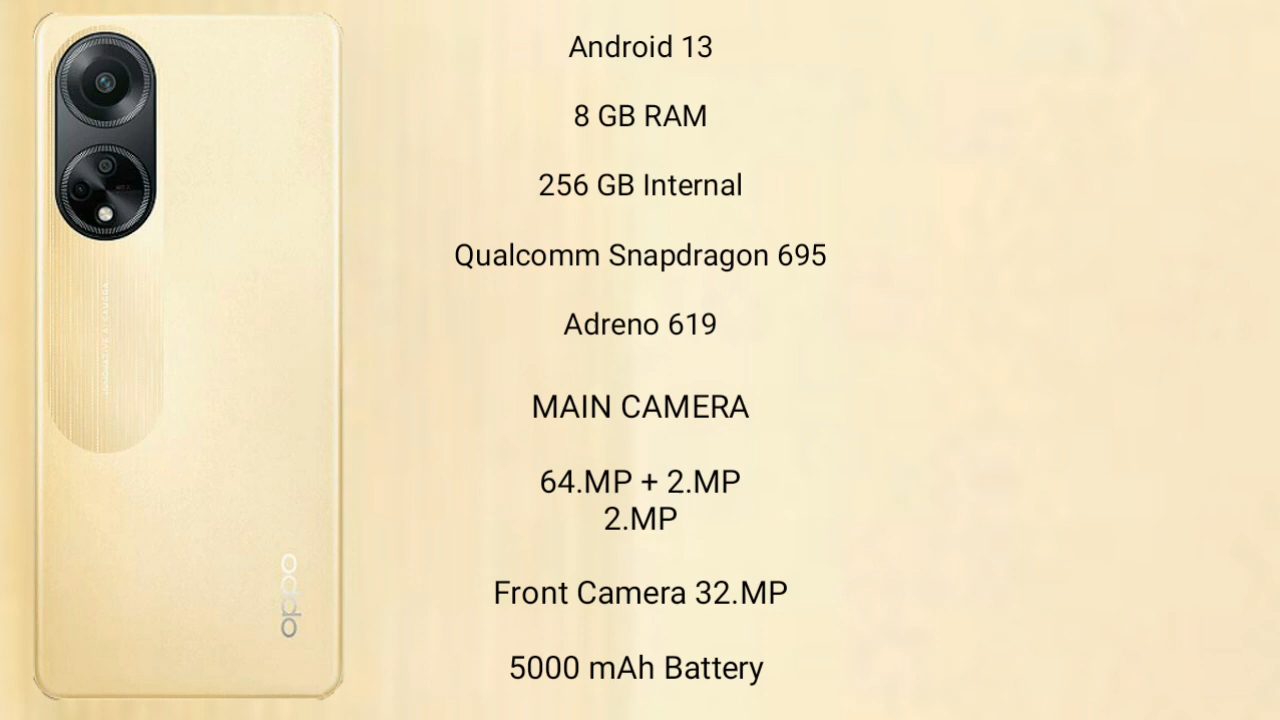 Android 13
8 GB RAM
256 GB Internal
Qualcomm Snapdragon 695
Adreno 619
MAIN CAMERA
64.MP + 2.MP
2.MP
Front Camera 32.MP
5000 mAh Battery
oppo